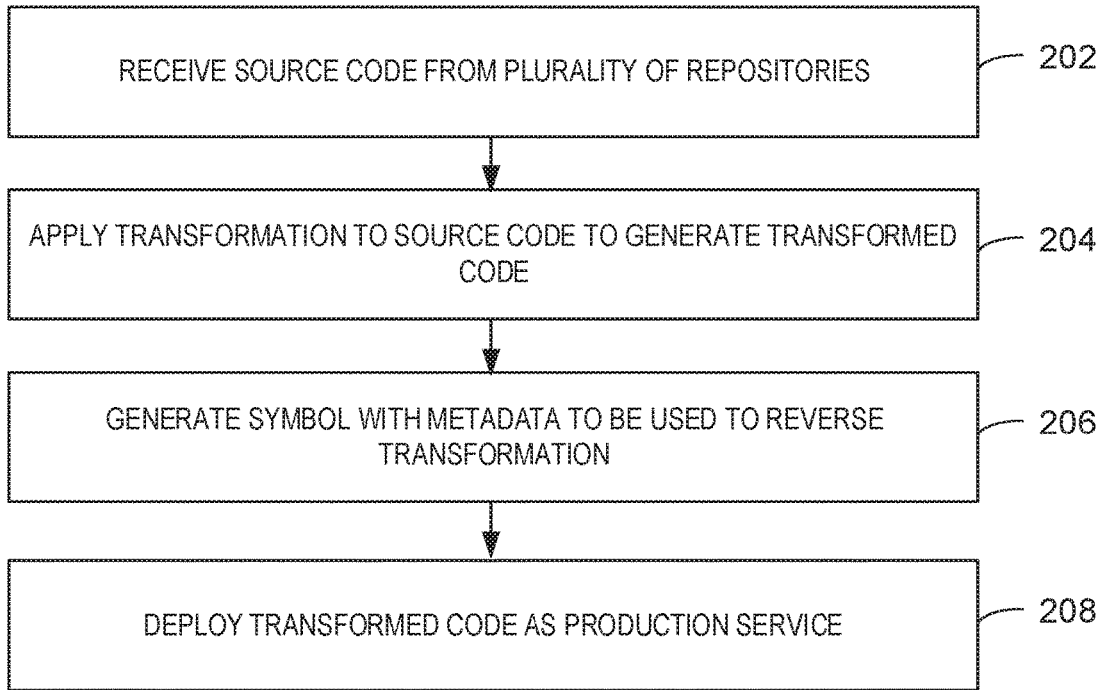 RECEIVE SOURCE CODE FROM PLURALITY OF REPOSITORIES
202
APPLY TRANSFORMATION TO SOURCE CODE TO GENERATE TRANSFORMED
CODE
204
GENERATE SYMBOL WITH METADATA TO BE USED TO REVERSE
TRANSFORMATION
206
DEPLOY TRANSFORMED CODE AS PRODUCTION SERVICE
208